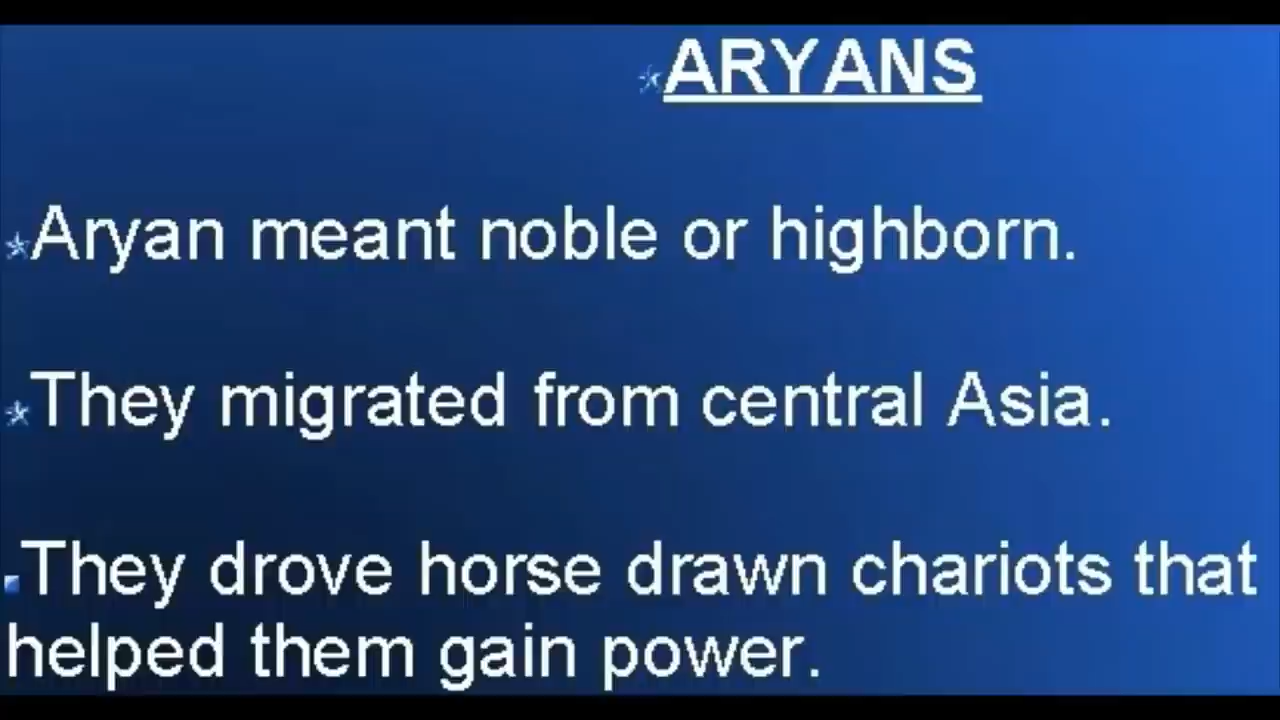 ARYANS
Aryan meant noble or highborn.
They migrated from central Asia.
They drove horse drawn chariots that
helped them gain power.